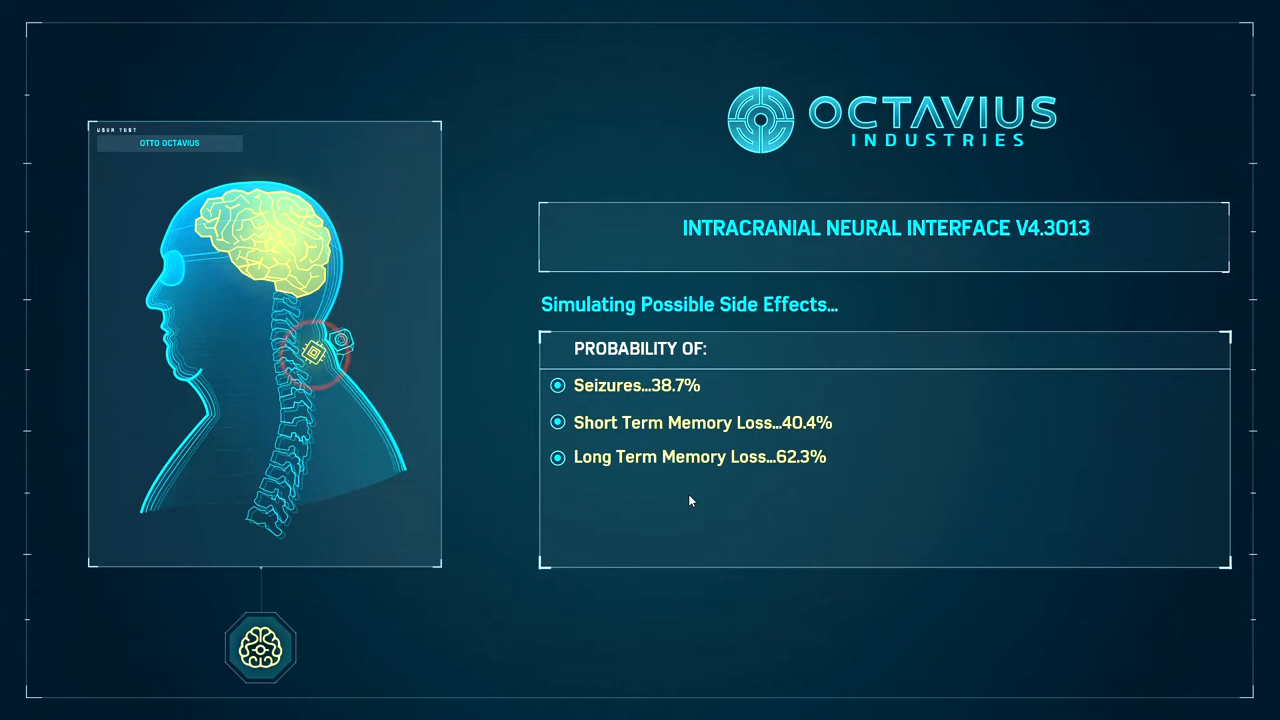 USER TEST
OTTO OCTAVIUS
OCTAVIUS
INDUSTRIES
INTRACRANIAL NEURAL INTERFACE V4.3013
Simulating Possible Side Effects...
PROBABILITY OF:
Seizures...38.7%
Short Term Memory Loss...40.4%
Long Term Memory Loss...62.3%